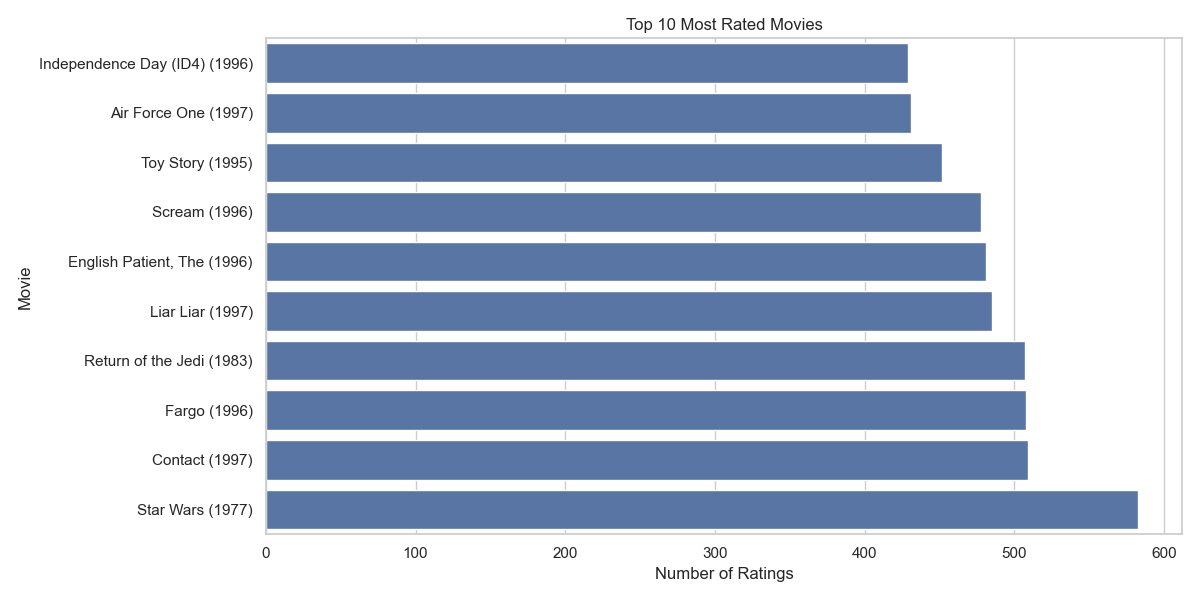 Top 10 Most Rated Movies
Independence Day (ID4) (1996)
Air Force One (1997)
Toy Story (1995)
Scream (1996)
English Patient, The (1996)
Liar Liar (1997)
Return of the Jedi (1983)
Fargo (1996)
Contact (1997)
Star Wars (1977)
Movie
0 100 200 300 400 500 600
Number of Ratings